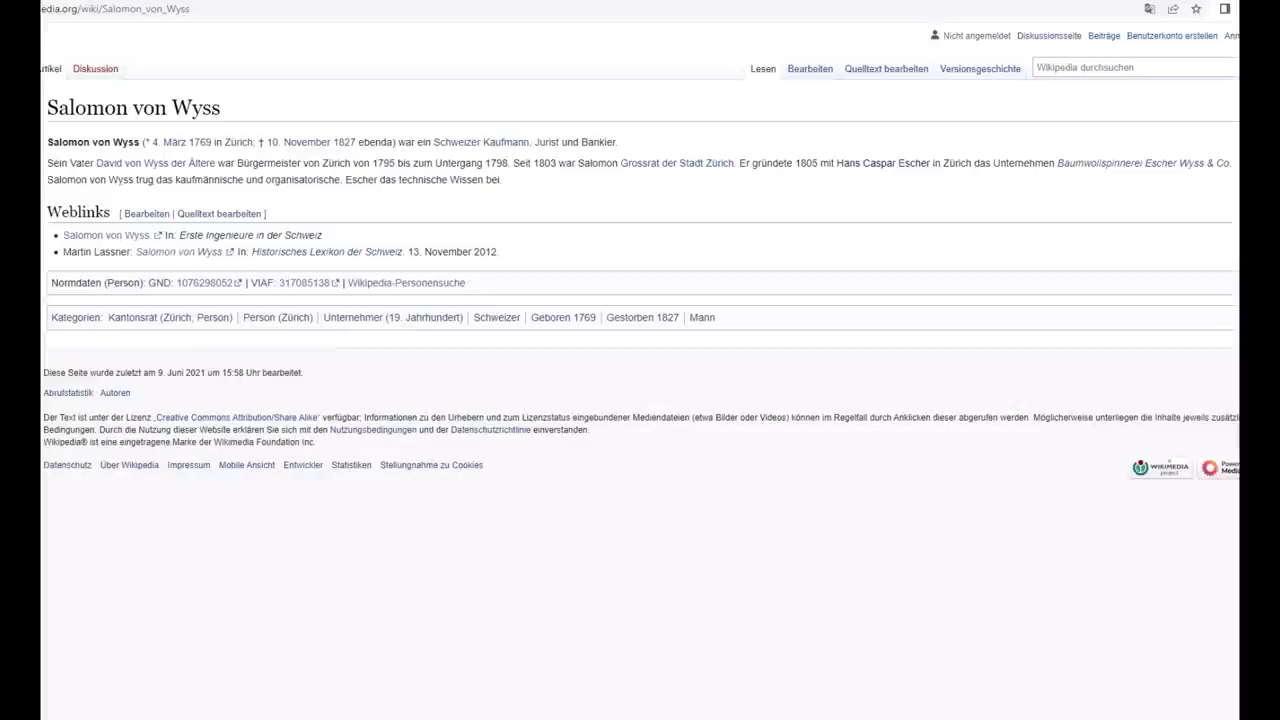 edia.org/wiki/Salomon_von_Wyss
Nicht angemeldet Diskussionsseite Beiträge Benutzerkonto erstellen
Diskussion Lesen Bearbeiten Quelltext bearbeiten Versionsgeschichte Wikipedia durchsuchen
Salomon von Wyss
Salomon von Wyss (* 4. März 1769 in Zürich; † 10. November 1827 ebenda) war ein Schweizer Kaufmann, Jurist und Bankier.
Sein Vater David von Wyss der Ältere war Bürgermeister von Zürich von 1795 bis zum Untergang 1798. Seit 1803 war Salomon Grossrat der Stadt Zürich. Er gründete 1805 mit Hans Caspar Escher in Zürich das Unternehmen Baumwollspinnerei Escher Wyss & Co.
Salomon von Wyss trug das kaufmännische und organisatorische. Escher das technische Wissen bei.
Weblinks [ Bearbeiten | Quelltext bearbeiten ]
• Salomon von Wyss In: Erste Ingenieure in der Schweiz
• Martin Lassner: Salomon von Wyss In: Historisches Lexikon der Schweiz. 13. November 2012.
Normdaten (Person): GND: 1076298052 | VIAF: 317085138 | Wikipedia-Personensuche
Kategorien: Kantonsrat (Zürich, Person) | Person (Zürich) | Unternehmer (19. Jahrhundert) | Schweizer | Geboren 1769 | Gestorben 1827 | Mann
Diese Seite wurde zuletzt am 9. Juni 2021 um 15:58 Uhr bearbeitet.
Abrufstatistik Autoren
Der Text ist unter der Lizenz „Creative Commons Attribution/Share Alike“ verfügbar; Informationen zu den Urhebern und zum Lizenzstatus eingebundener Mediendateien (etwa Bilder oder Videos) können im Regelfall durch Anklicken dieser abgerufen werden. Möglicherweise unterliegen die Inhalte jeweils zusätzl
Bedingungen. Durch die Nutzung dieser Website erklären Sie sich mit den Nutzungsbedingungen und der Datenschutzrichtlinie einverstanden.
Wikipedia® ist eine eingetragene Marke der Wikimedia Foundation Inc.
Datenschutz Über Wikipedia Impressum Mobile Ansicht Entwickler Statistiken Stellungnahme zu Cookies
a WIKIMEDIA project